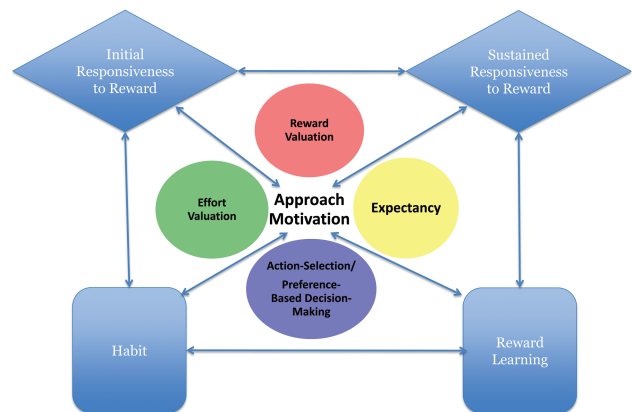 Initial
Responsiveness
to Reward
Sustained
Responsiveness
to Reward
Reward
Valuation
Effort
Valuation
Approach
Motivation
Expectancy
Action-Selection/
Preference-
Based Decision-
Making
Habit
Reward
Learning